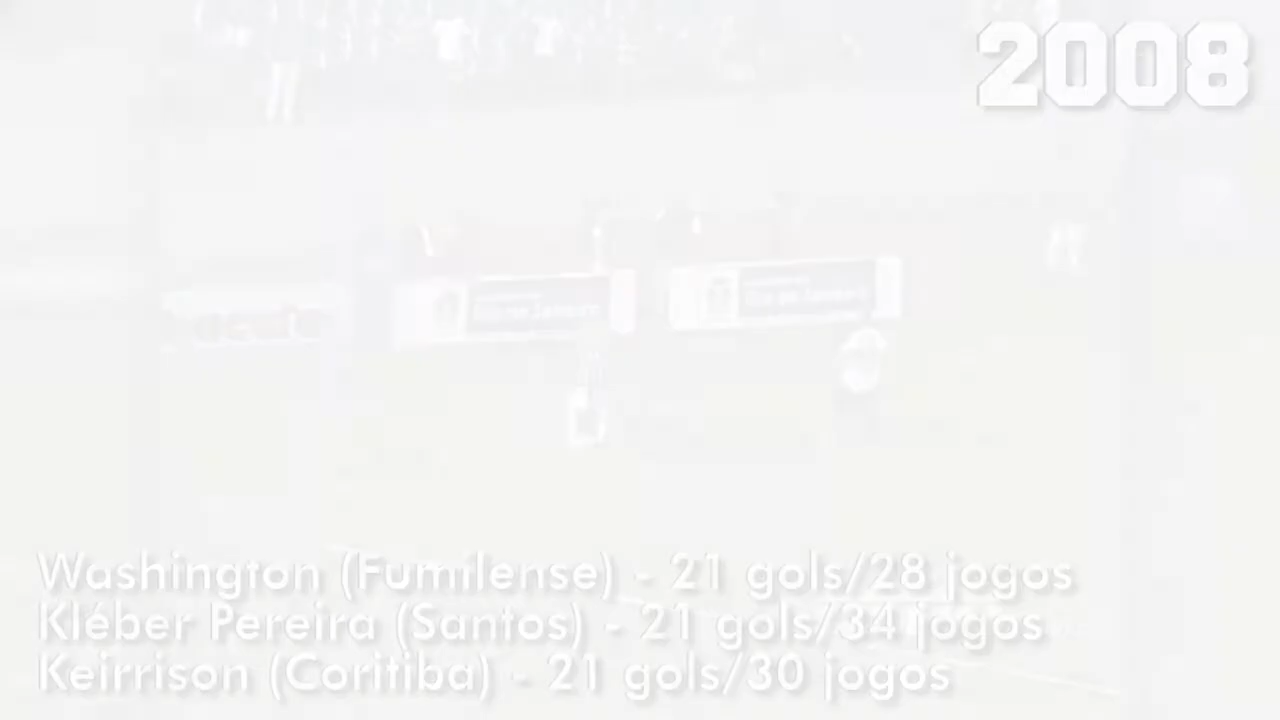 2008
Washington (Fumilense) - 21 gols/28 jogos
Kléber Pereira (Santos) - 21 gols/34 jogos
Keirrison (Coritiba) - 21 gols/30 jogos